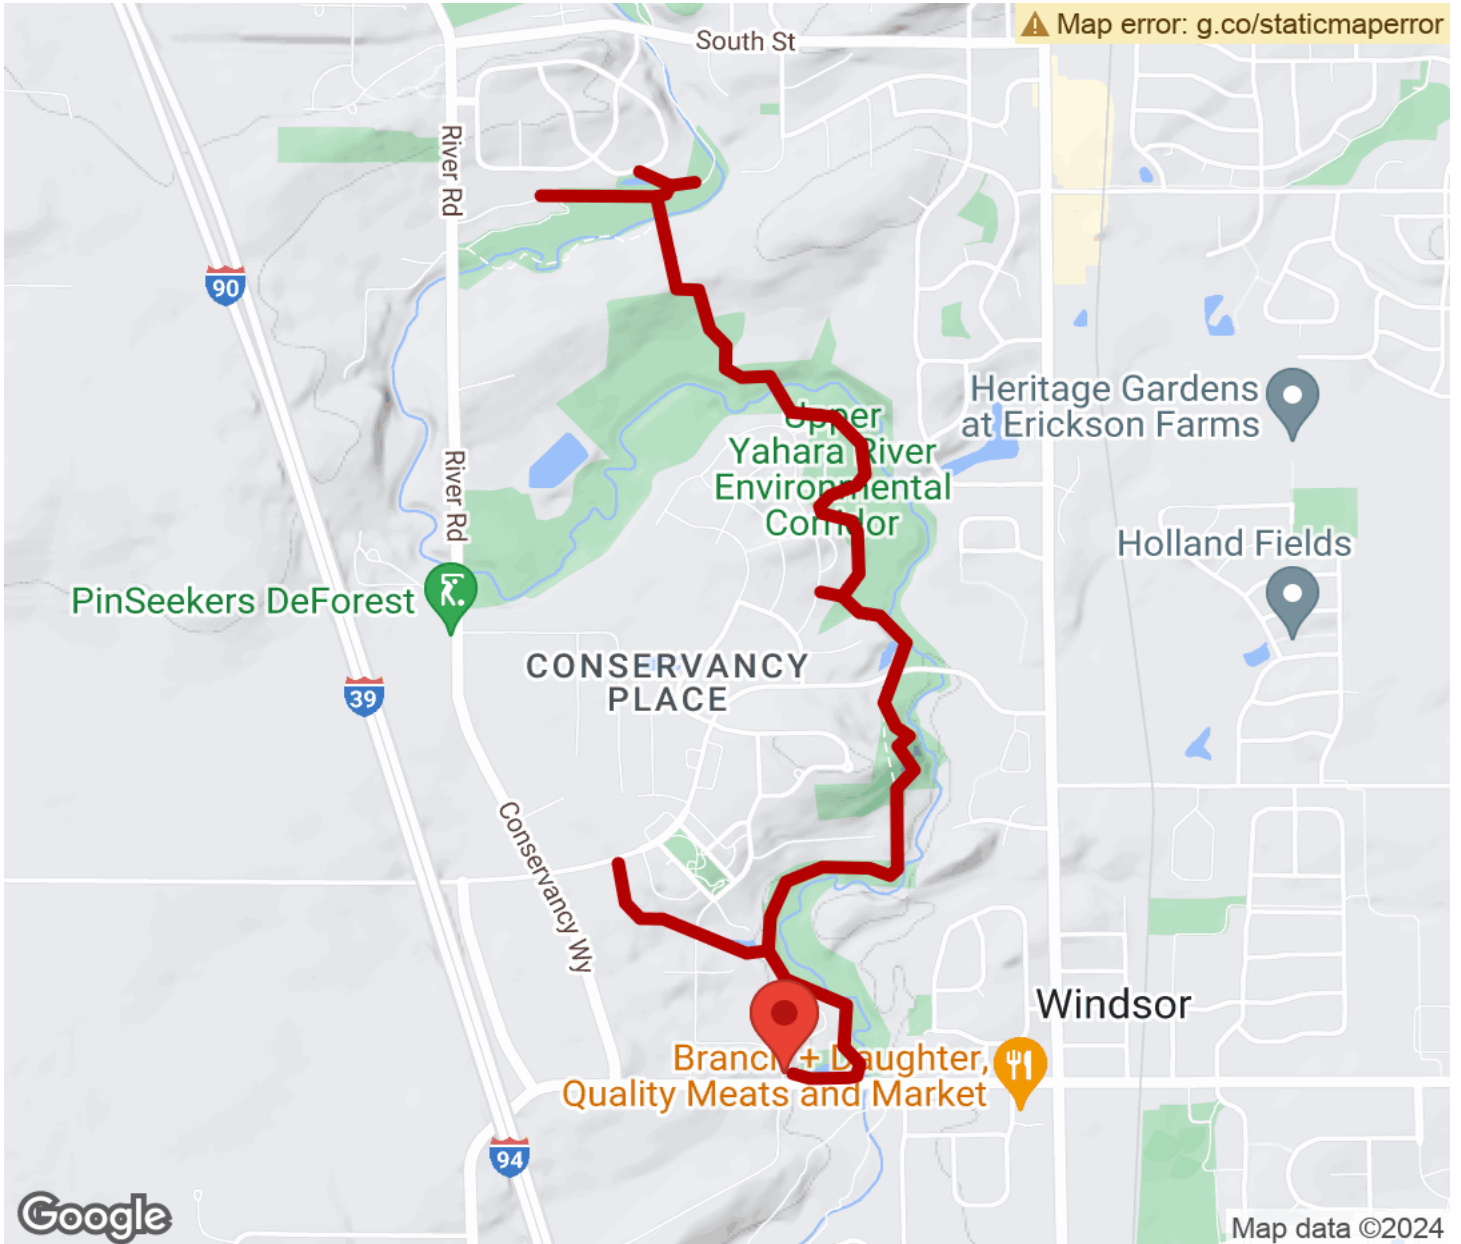 Map error: g.co/staticmaperror
South St
River Rd
90
Heritage Gardens
at Erickson Farms
Upper
Yahara River
Environmental
Corridor
River Rd
Holland Fields
PinSeekers DeForest
CONSERVANCY
PLACE
39
Conservancy Wy
Windsor
Branch + Daughter,
Quality Meats and Market
94
Google
Map data ©2024